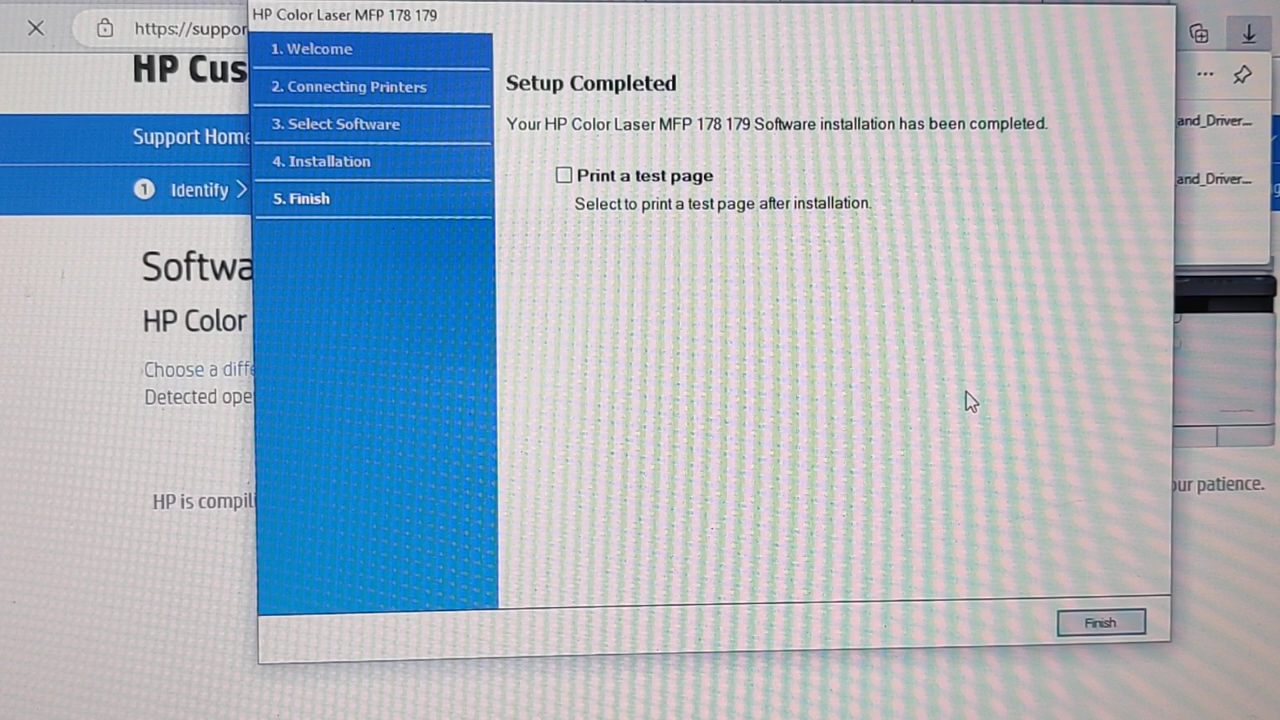 HP Color Laser MFP 178 179
https://suppor
HP Cus
Support Home
1 Identify
Softwa
HP Color
Choose a diffe
Detected ope
HP is compili
1. Welcome
2. Connecting Printers
3. Select Software
4. Installation
5. Finish
Setup Completed
Your HP Color Laser MFP 178 179 Software installation has been completed.
Print a test page
Select to print a test page after installation.
Finish
and_Driver...
and_Driver...
our patience.